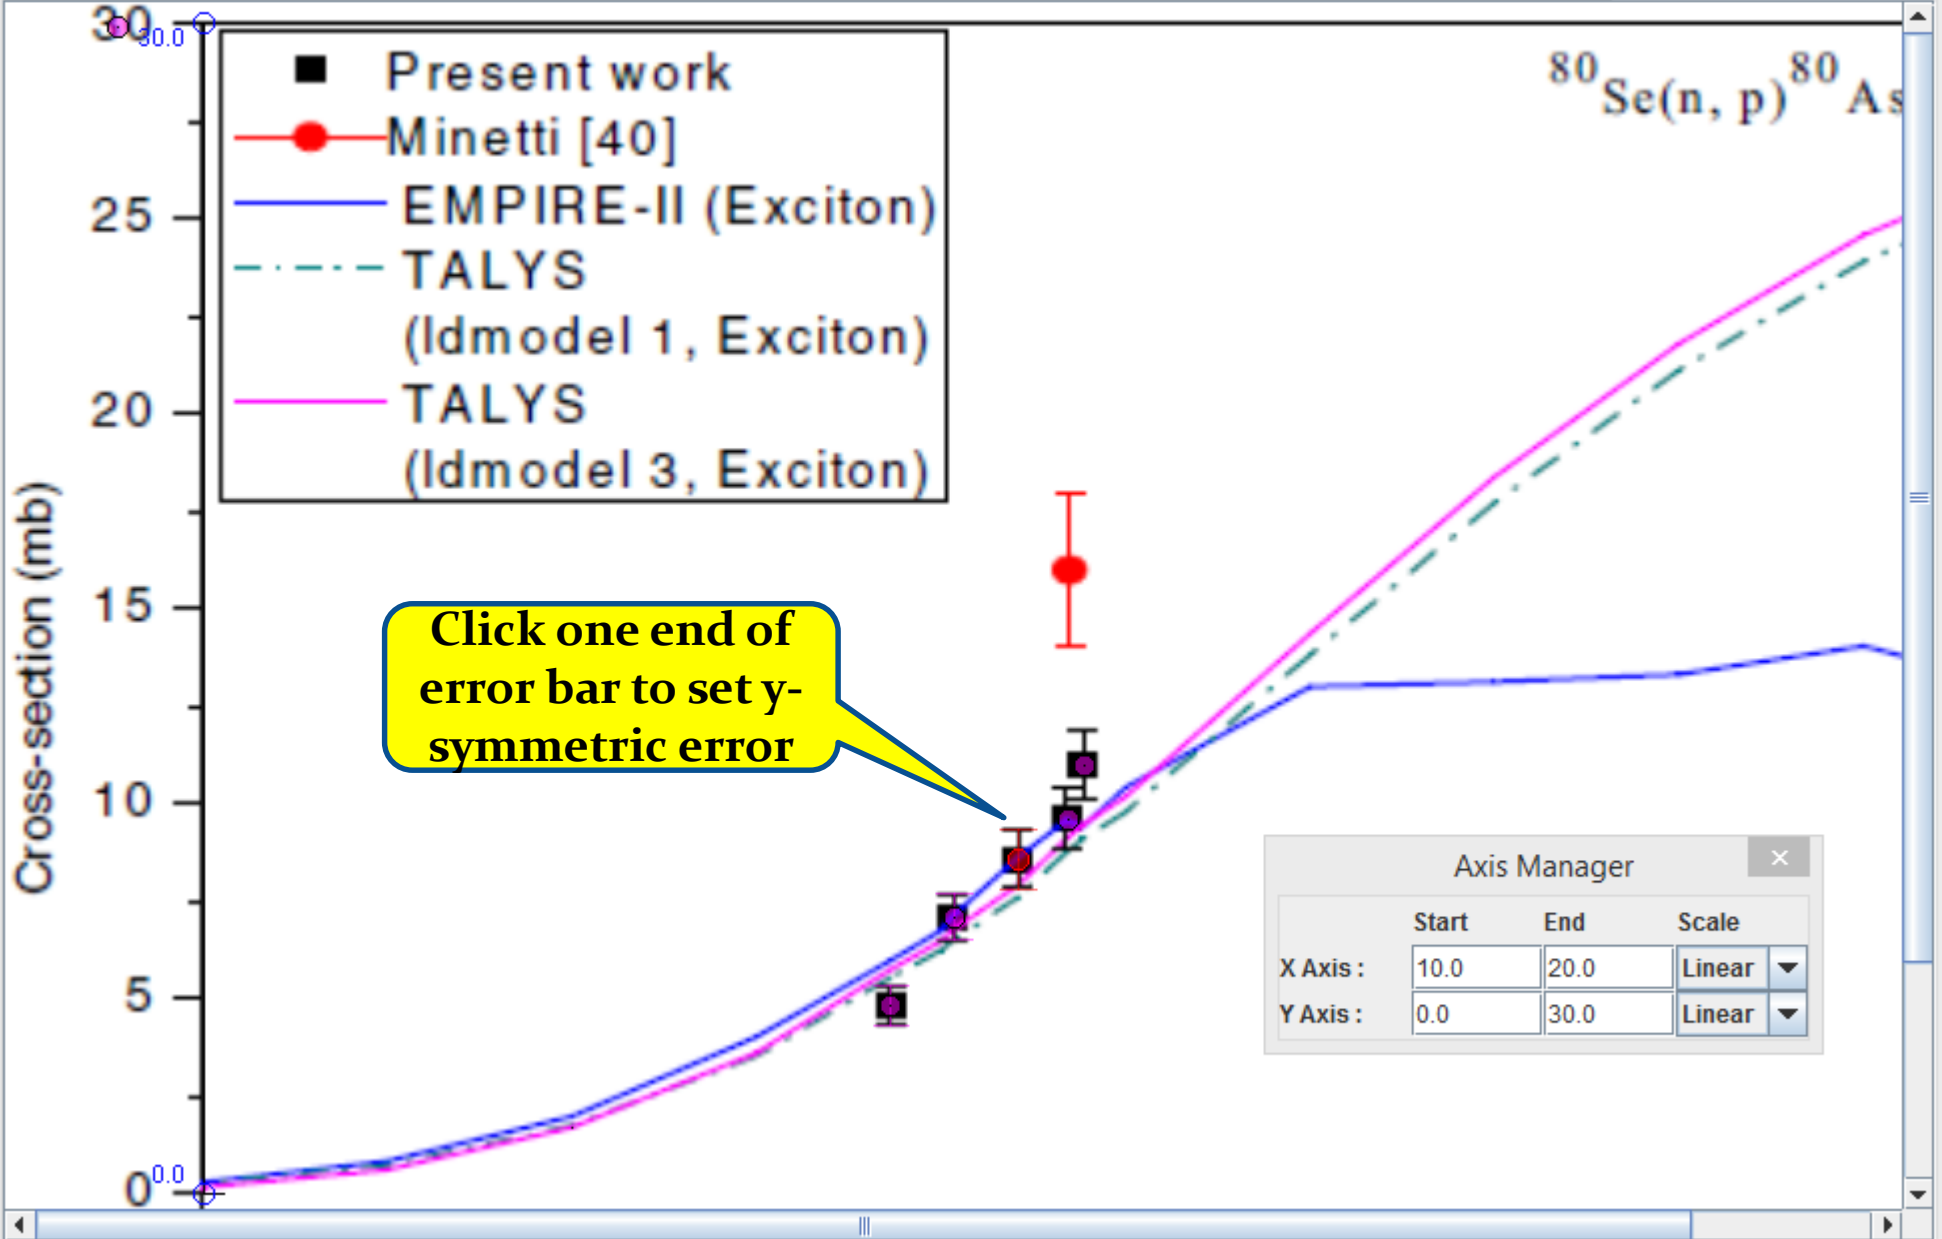 30
30.0
Present work
Minetti [40]
EMPIRE-II (Exciton)
TALYS
(ldmodel 1, Exciton)
TALYS
(ldmodel 3, Exciton)
80Se(n, p)80As
25
20
15
10
5
0
0.0
Cross-section (mb)
Click one end of
error bar to set y-
symmetric error
Axis Manager
Start End Scale
X Axis : 10.0 20.0 Linear
Y Axis : 0.0 30.0 Linear